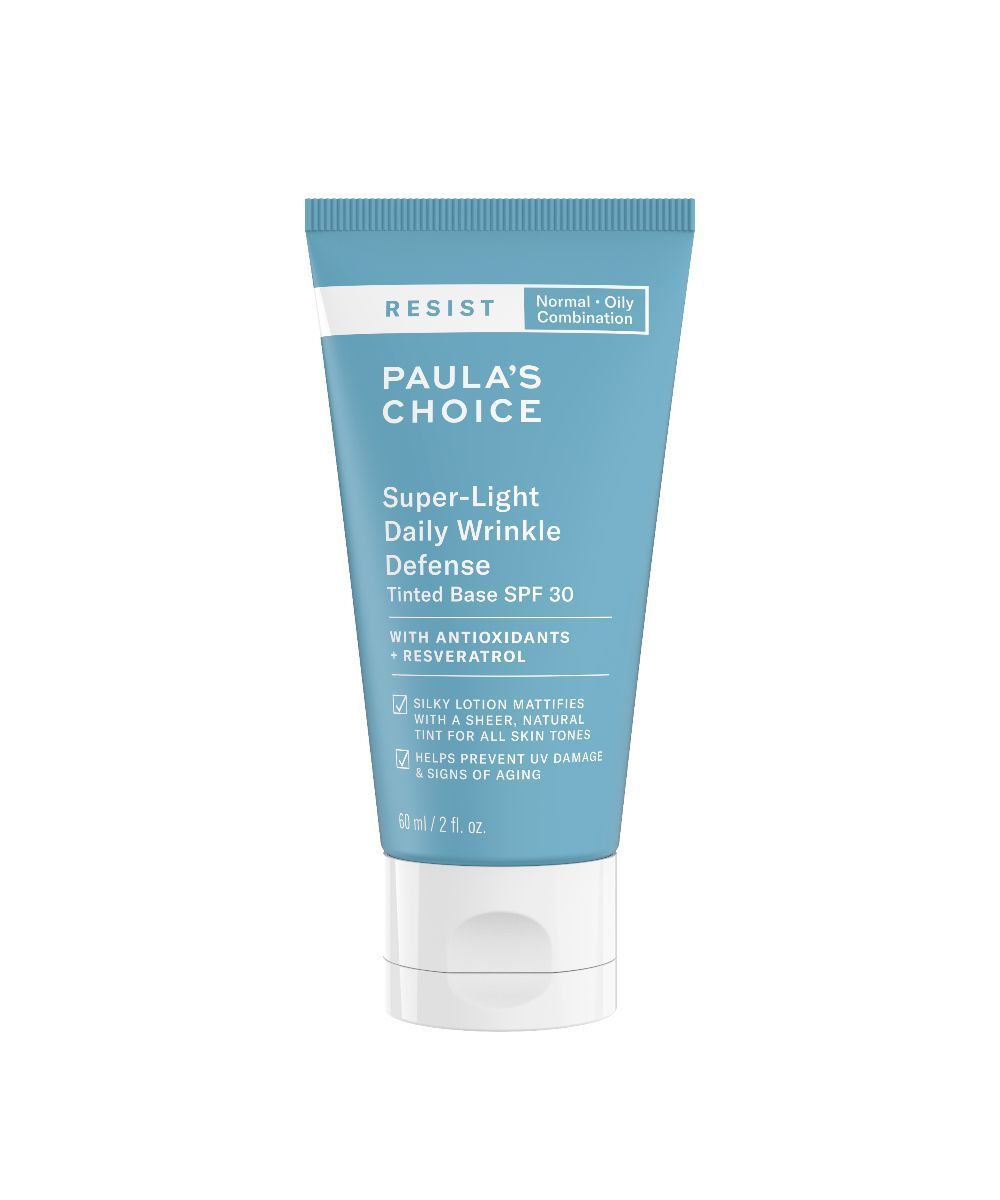 RESIST
Normal • Oily
Combination
PAULA'S
CHOICE
Super-Light
Daily Wrinkle
Defense
Tinted Base SPF 30
WITH ANTIOXIDANTS
+ RESVERATROL
SILKY LOTION MATTIFIES
WITH A SHEER, NATURAL
TINT FOR ALL SKIN TONES
HELPS PREVENT UV DAMAGE
& SIGNS OF AGING
60 ml / 2 fl. oz.